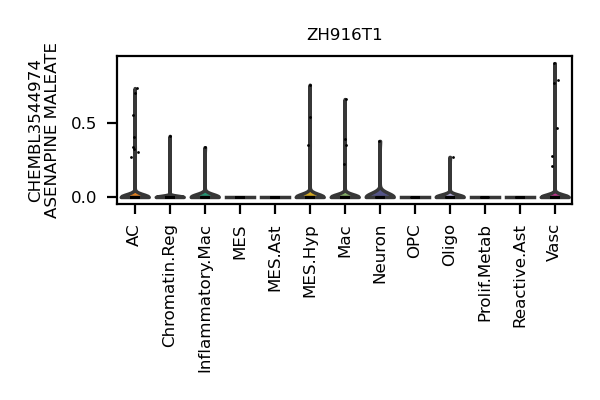 ZH916T1
CHEMBL3544974
ASENAPINE MALEATE
0.5
0.0
AC
Chromatin.Reg
Inflammatory.Mac
MES
MES.Ast
MES.Hyp
Mac
Neuron
OPC
Oligo
Prolif.Metab
Reactive.Ast
Vasc